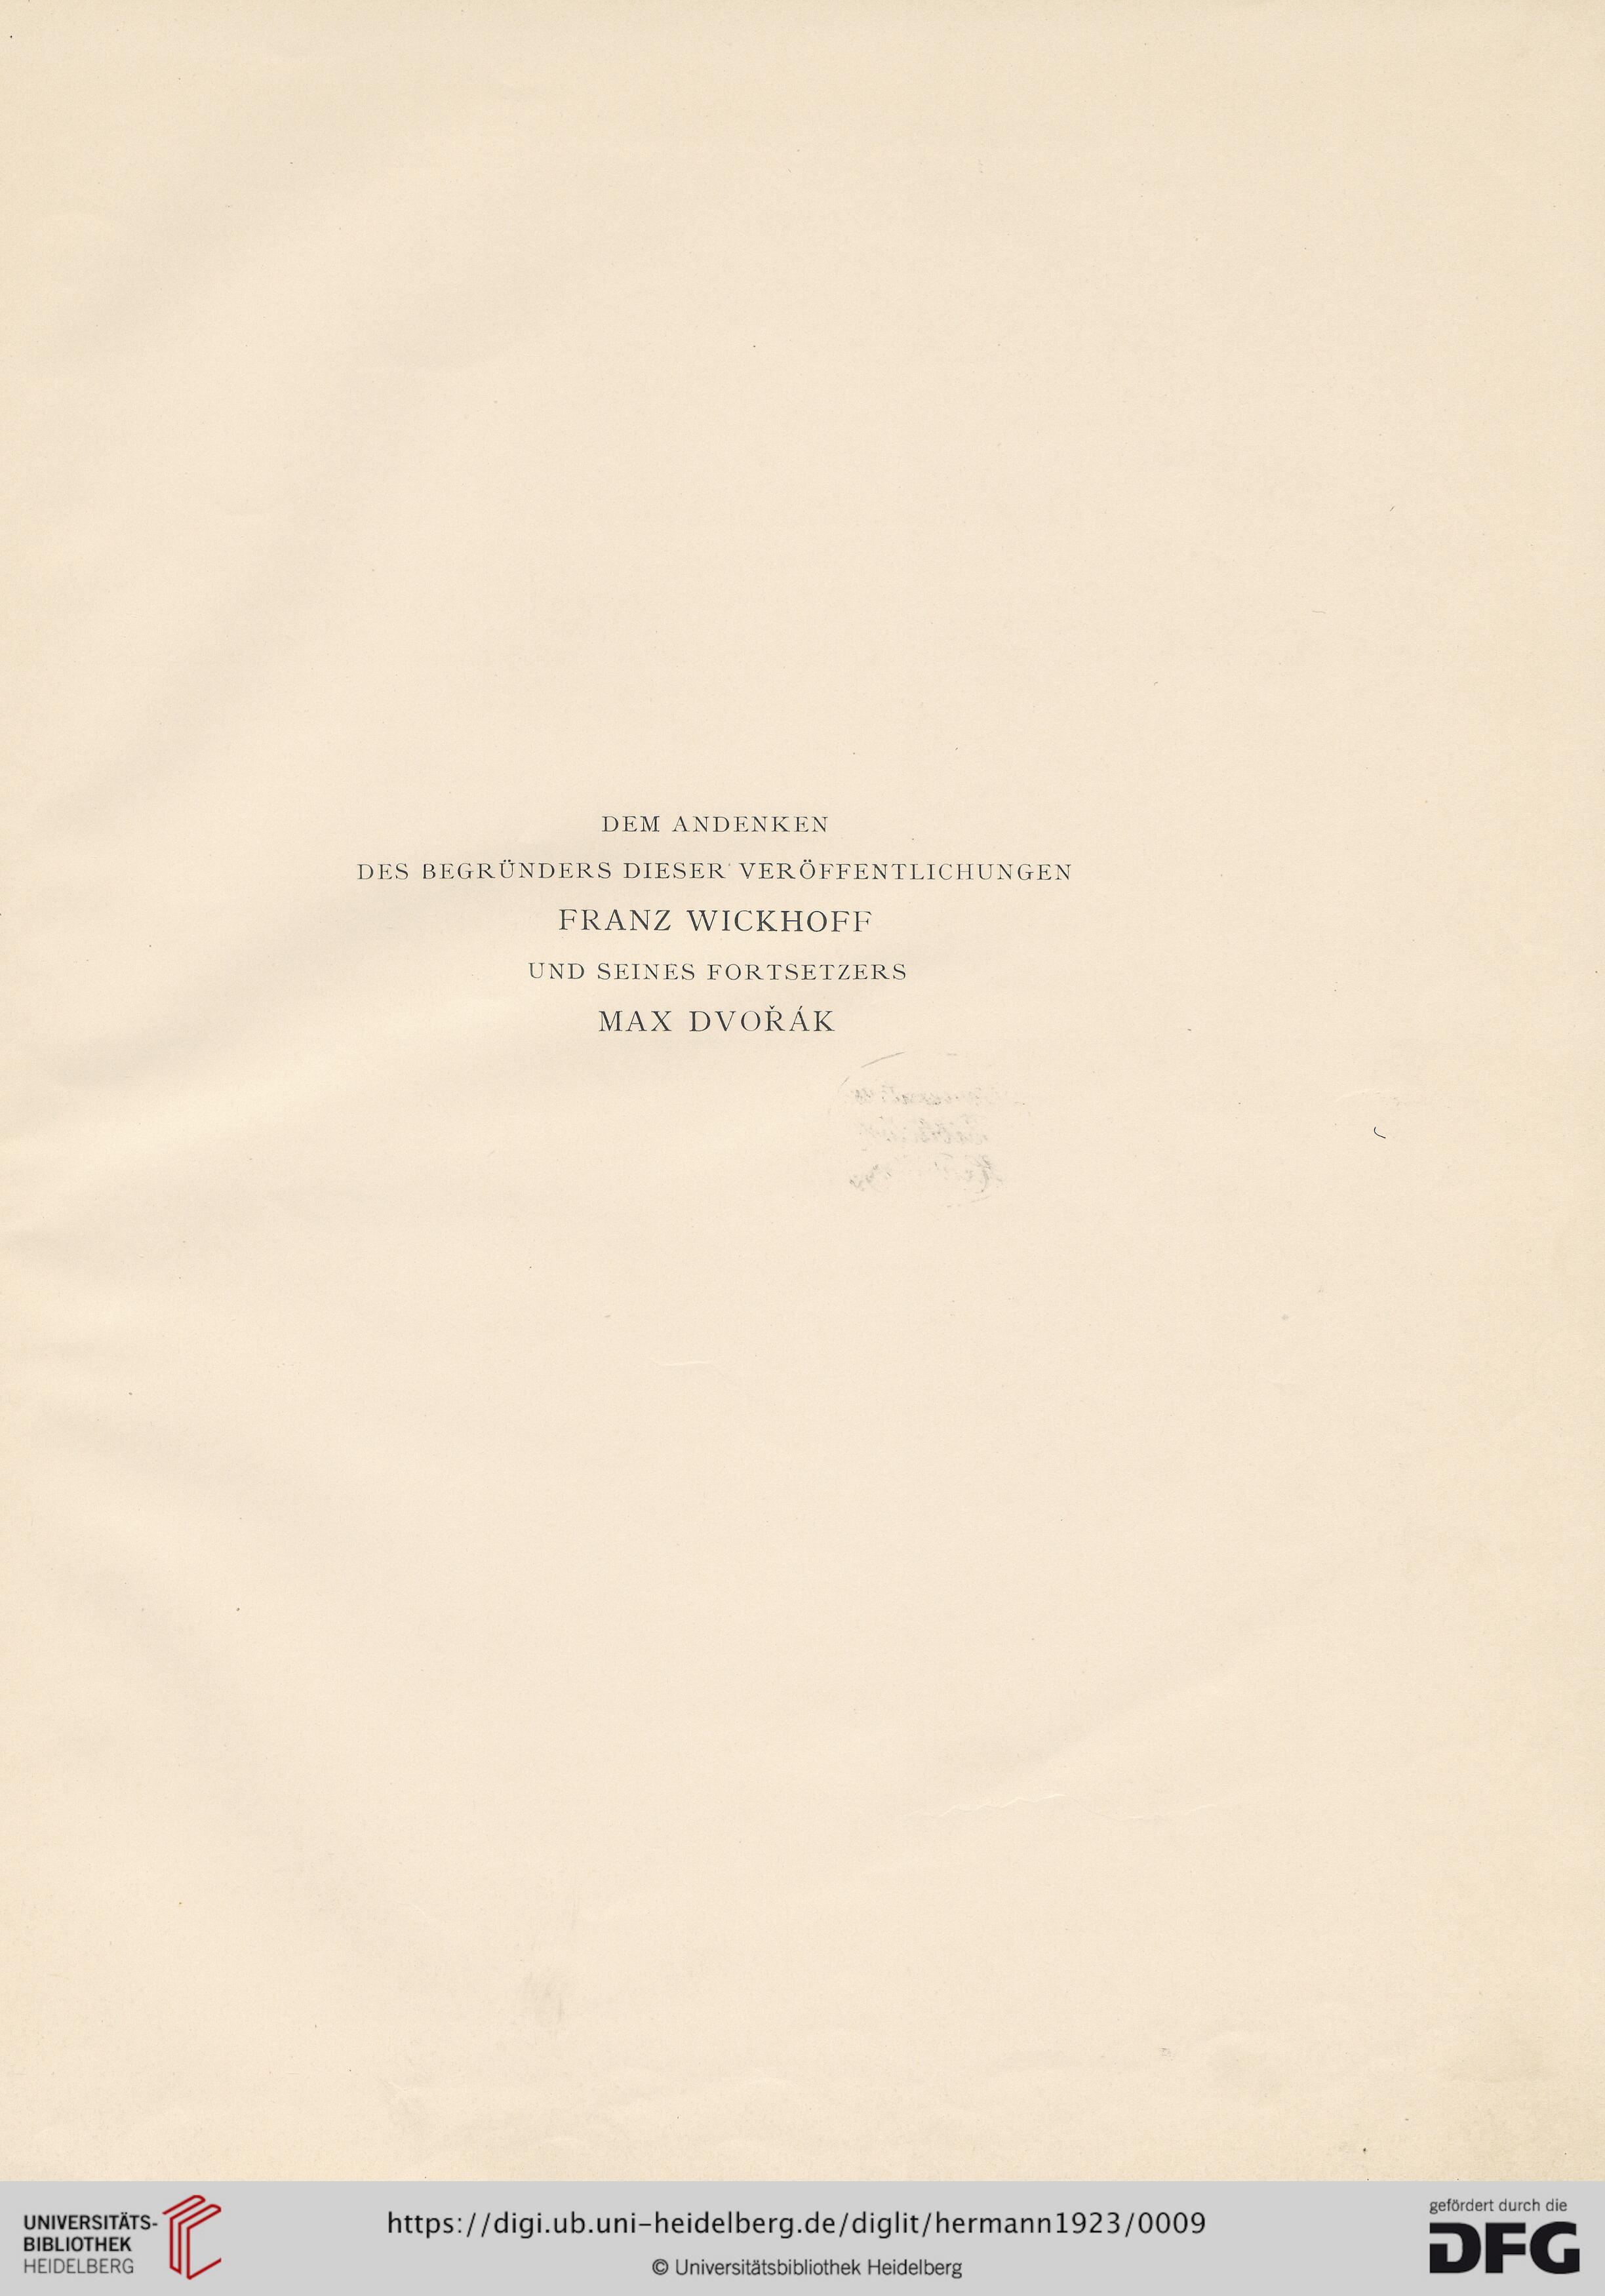 DEM ANDENKEN
DES BEGRÜNDERS DIESER VERÖFFENTLICHUNGEN
FRANZ WICKHOFF
UND SEINES FORTSETZERS
MAX DVOŘÁK
UNIVERSITÄTS-
BIBLIOTHEK
HEIDELBERG
https://digi.ub.uni-heidelberg.de/diglit/hermann1923/0009
© Universitätsbibliothek Heidelberg
gefördert durch die
DFG